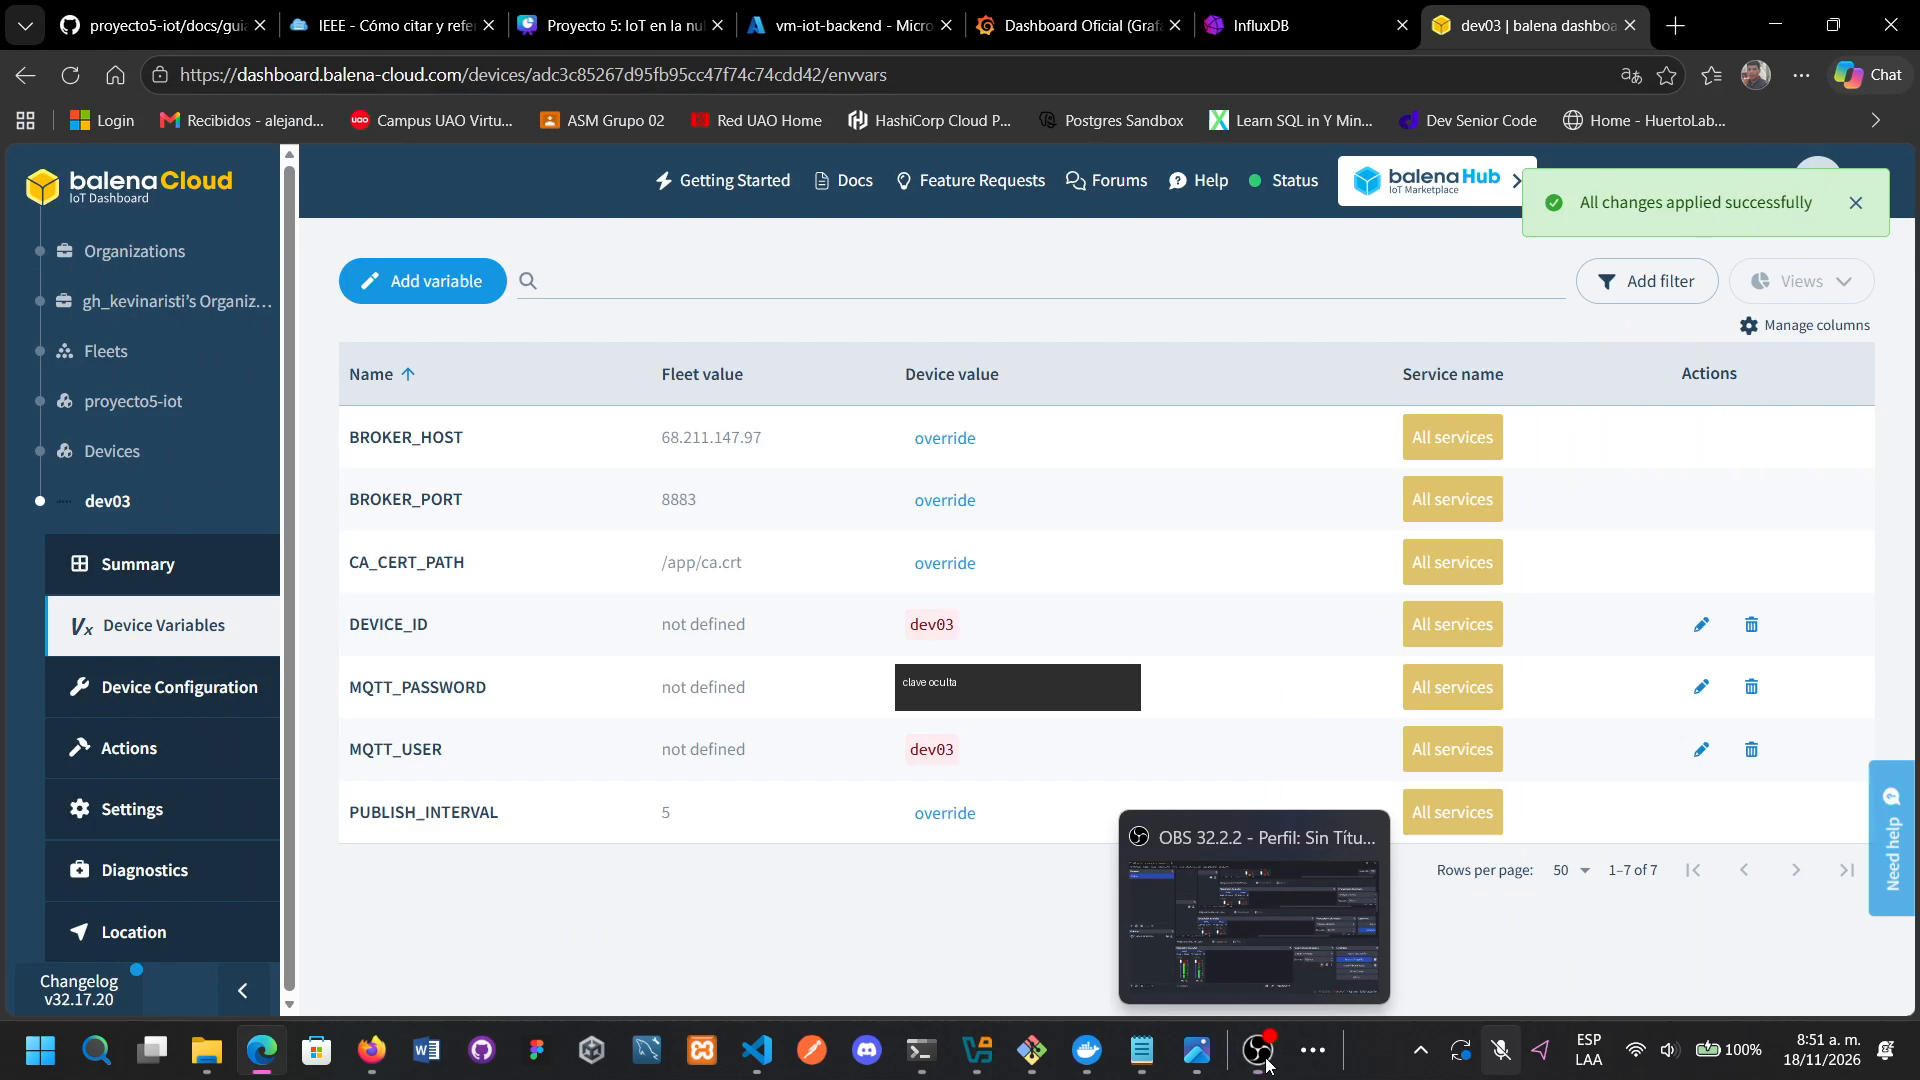 proyecto5-iot/docs/guia
IEEE - Cómo citar y refere
Proyecto 5: IoT en la nu
vm-iot-backend - Micro
Dashboard Oficial (Grafa
InfluxDB
dev03 | balena dashboa
https://dashboard.balena-cloud.com/devices/adc3c85267d95fb95cc47f74c74cdd42/envvars
Chat
Login
Recibidos - alejand...
Campus UAO Virtu...
ASM Grupo 02
Red UAO Home
HashiCorp Cloud P...
Postgres Sandbox
Learn SQL in Y Min...
Dev Senior Code
Home - HuertoLab...
balenaCloud
IoT Dashboard
Getting Started
Docs
Feature Requests
Forums
Help
Status
balenaHub
IoT Marketplace
All changes applied successfully
Organizations
gh_kevinaristi's Organiz...
Fleets
proyecto5-iot
Devices
dev03
Summary
Device Variables
Device Configuration
Actions
Settings
Diagnostics
Location
Changelog
v32.17.20
Add variable
Add filter
Views
Manage columns
Name Fleet value Device value Service name Actions
BROKER_HOST 68.211.147.97 override All services
BROKER_PORT 8883 override All services
CA_CERT_PATH /app/ca.crt override All services
DEVICE_ID not defined dev03 All services
MQTT_PASSWORD not defined clave oculta All services
MQTT_USER not defined dev03 All services
PUBLISH_INTERVAL 5 override All services
Rows per page: 50 1–7 of 7
Need help
OBS 32.2.2 - Perfil: Sin Títu...
ESP
LAA
100%
8:51 a. m.
18/11/2026